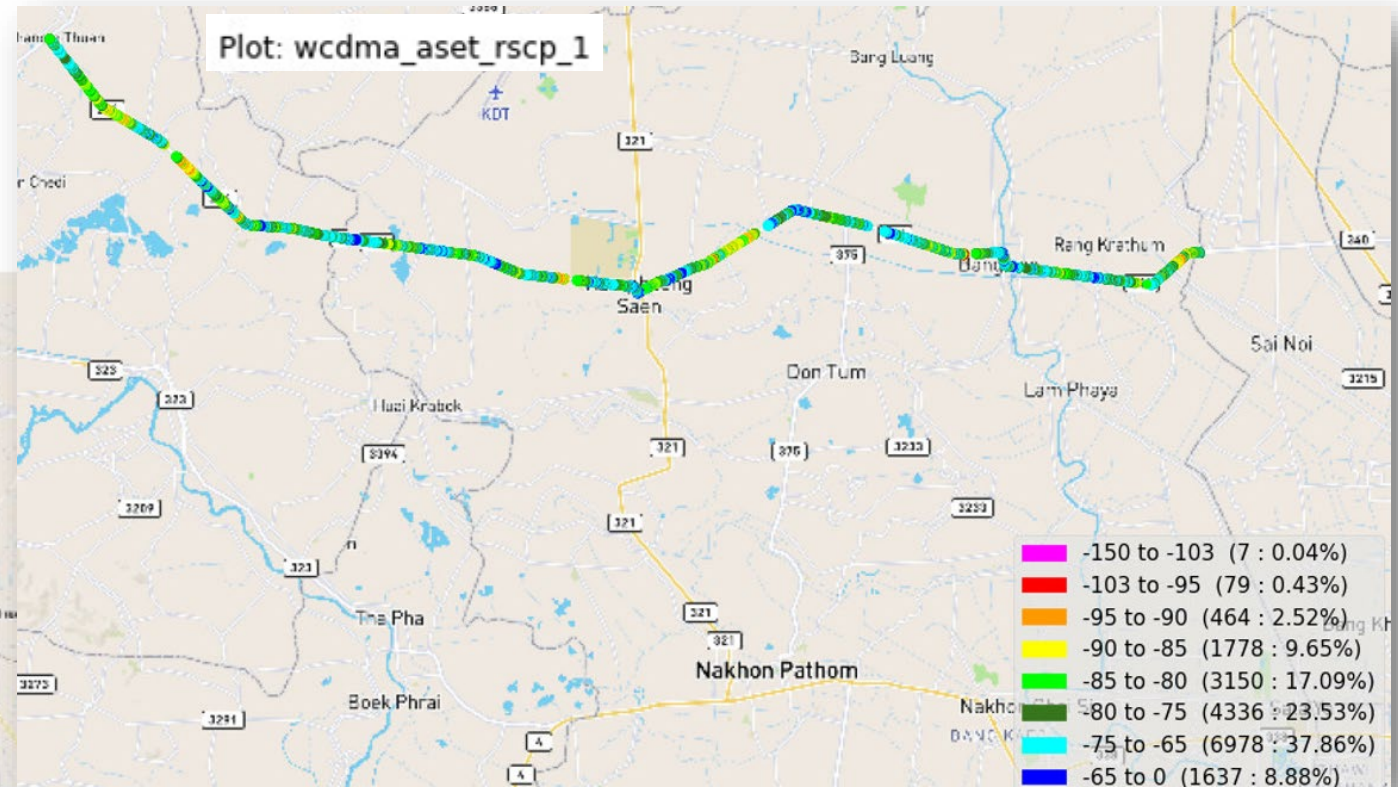 Plot: wcdma_aset_rscp_1
Bang Luang
KDT
321
n Chedi
Rang Krathum
340
375
Saen
Sai Noi
323
Don Tum
3215
323
Lam Phaya
Huai Krabok
321
375
3233
3394
3209
3233
321
323
Tha Pha
321
321
Nakhon Pathom
3273
Boek Phrai
3291
4
4
-150 to -103 (7 : 0.04%)
-103 to -95 (79 : 0.43%)
-95 to -90 (464 : 2.52%)
-90 to -85 (1778 : 9.65%)
-85 to -80 (3150 : 17.09%)
-80 to -75 (4336 : 23.53%)
-75 to -65 (6978 : 37.86%)
-65 to 0 (1637 : 8.88%)